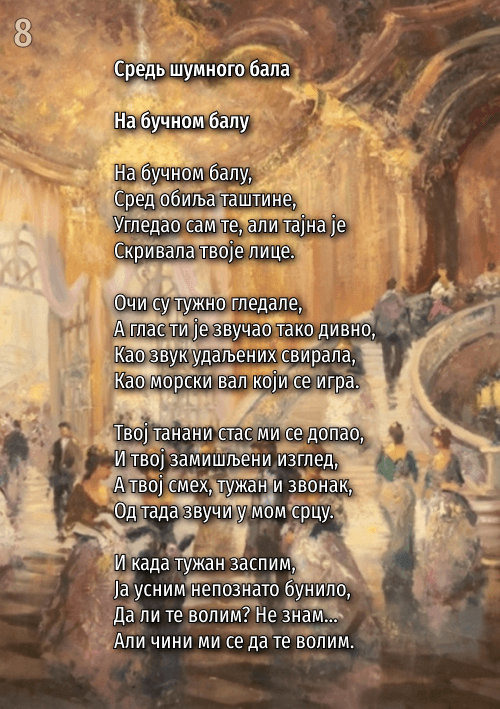 8
Средь шумного бала
На бучном балу
На бучном балу,
Сред обиља таштине,
Угледао сам те, али тајна је
Скривала твоје лице.
Очи су тужно гледале,
А глас ти је звучао тако дивно,
Као звук удаљених свирала,
Као морски вал који се игра.
Твој танани стас ми се допао,
И твој замишљени изглед,
А твој смех, тужан и звонак,
Од тада звучи у мом срцу.
И када тужан заспим,
Ја усним непознато бунило,
Да ли те волим? Не знам...
Али чини ми се да те волим.